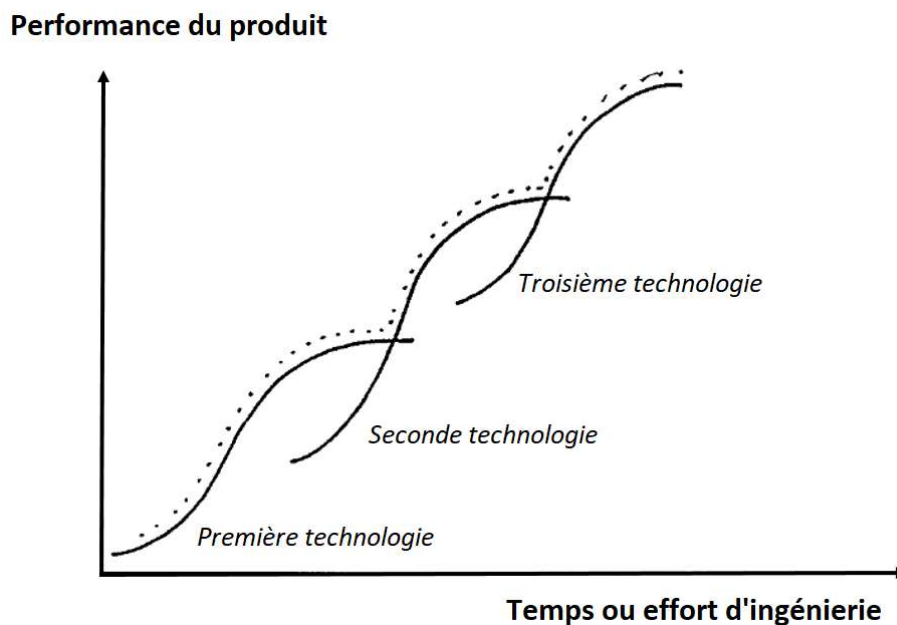 Performance du produit
Troisième technologie
Seconde technologie
Première technologie
Temps ou effort d'ingénierie